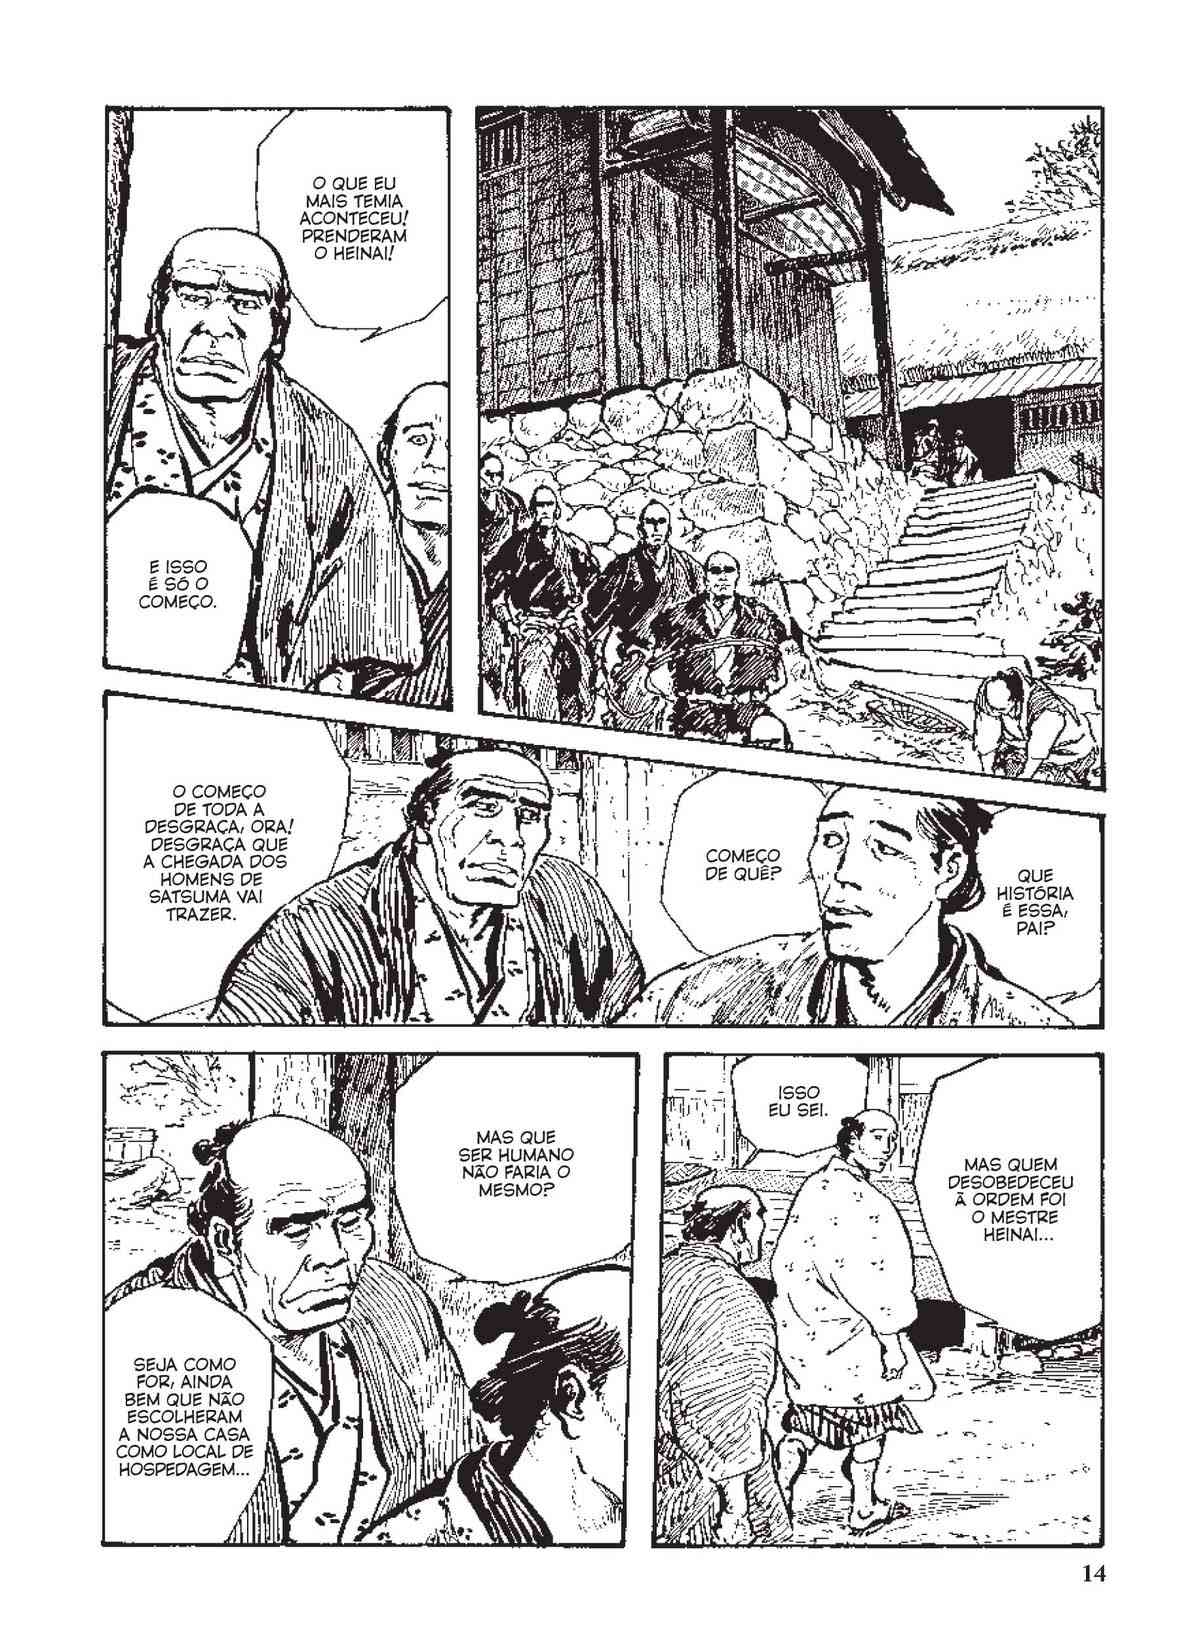 O QUE EU
MAIS TEMIA
ACONTECEU!
PRENDERAM
O HEINAI!
E ISSO
É SÓ O
COMEÇO.
QUE
HISTÓRIA
É ESSA,
PAI?
COMEÇO
DE QUÊ?
O COMEÇO
DE TODA A
DESGRAÇA, ORA!
DESGRAÇA QUE
A CHEGADA DOS
HOMENS DE
SATSUMA VAI
TRAZER.
MAS QUEM
DESOBEDECEU
À ORDEM FOI
O MESTRE
HEINAI...
ISSO
EU SEI.
MAS QUE
SER HUMANO
NÃO FARIA O
MESMO?
SEJA COMO
FOR, AINDA
BEM QUE NÃO
ESCOLHERAM
A NOSSA CASA
COMO LOCAL DE
HOSPEDAGEM...
14